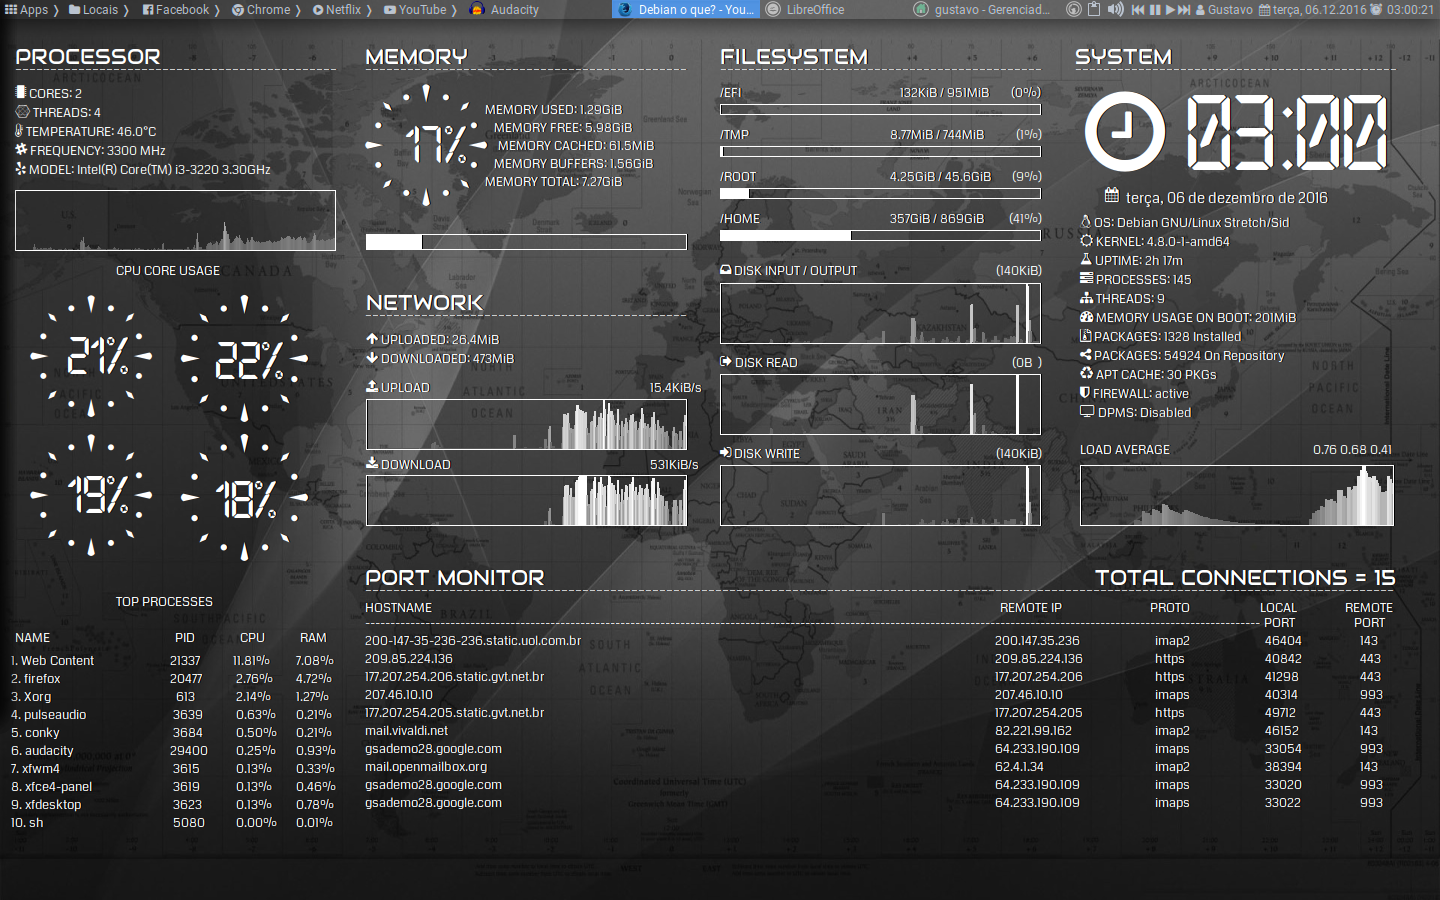 Apps ❭ Locais ❭ Facebook ❭ Chrome ❭ Netflix ❭ YouTube ❭ Audacity Debian o que? - You... LibreOffice gustavo - Gerenciad... Gustavo terça, 06.12.2016 03:00:21
PROCESSOR
CORES: 2
THREADS: 4
TEMPERATURE: 46.0°C
FREQUENCY: 3300 MHz
MODEL: Intel(R) Core(TM) i3-3220 3.30GHz
CPU CORE USAGE
21% 22%
19% 18%
TOP PROCESSES
NAME PID CPU RAM
1. Web Content 21337 11.81% 7.08%
2. firefox 20477 2.76% 4.72%
3. Xorg 613 2.14% 1.27%
4. pulseaudio 3639 0.63% 0.21%
5. conky 3684 0.50% 0.21%
6. audacity 29400 0.25% 0.93%
7. xfwm4 3615 0.13% 0.33%
8. xfce4-panel 3619 0.13% 0.46%
9. xfdesktop 3623 0.13% 0.78%
10. sh 5080 0.00% 0.01%
MEMORY
17%
MEMORY USED: 1.29GiB
MEMORY FREE: 5.98GiB
MEMORY CACHED: 61.5MiB
MEMORY BUFFERS: 1.56GiB
MEMORY TOTAL: 7.27GiB
NETWORK
UPLOADED: 26.4MiB
DOWNLOADED: 473MiB
UPLOAD 15.4KiB/s
DOWNLOAD 531KiB/s
FILESYSTEM
/EFI 132KiB / 951MiB (0%)
/TMP 8.77MiB / 744MiB (1%)
/ROOT 4.25GiB / 45.6GiB (9%)
/HOME 357GiB / 869GiB (41%)
DISK INPUT / OUTPUT (140KiB)
DISK READ (0B )
DISK WRITE (140KiB)
SYSTEM
03:00
terça, 06 de dezembro de 2016
OS: Debian GNU/Linux Stretch/Sid
KERNEL: 4.8.0-1-amd64
UPTIME: 2h 17m
PROCESSES: 145
THREADS: 9
MEMORY USAGE ON BOOT: 201MiB
PACKAGES: 1328 Installed
PACKAGES: 54924 On Repository
APT CACHE: 30 PKGs
FIREWALL: active
DPMS: Disabled
LOAD AVERAGE 0.76 0.68 0.41
PORT MONITOR TOTAL CONNECTIONS = 15
HOSTNAME REMOTE IP PROTO LOCAL PORT REMOTE PORT
200-147-35-236-236.static.uol.com.br 200.147.35.236 imap2 46404 143
209.85.224.136 209.85.224.136 https 40842 443
177.207.254.206.static.gvt.net.br 177.207.254.206 https 41298 443
207.46.10.10 207.46.10.10 imaps 40314 993
177.207.254.205.static.gvt.net.br 177.207.254.205 https 49712 443
mail.vivaldi.net 82.221.99.162 imap2 46152 143
gsademo28.google.com 64.233.190.109 imaps 33054 993
mail.openmailbox.org 62.4.1.34 imap2 38394 143
gsademo28.google.com 64.233.190.109 imaps 33020 993
gsademo28.google.com 64.233.190.109 imaps 33022 993